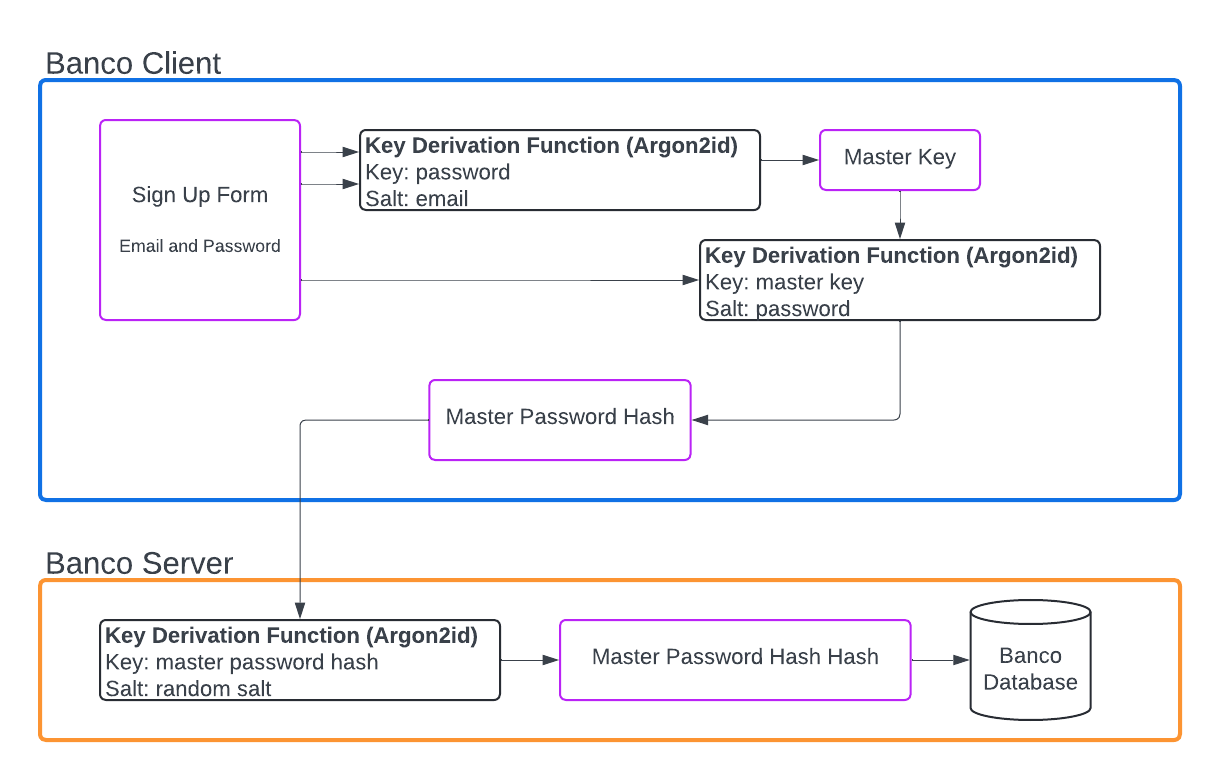 Banco Client
Sign Up Form
Email and Password
Key Derivation Function (Argon2id)
Key: password
Salt: email
Master Key
Key Derivation Function (Argon2id)
Key: master key
Salt: password
Master Password Hash
Banco Server
Key Derivation Function (Argon2id)
Key: master password hash
Salt: random salt
Master Password Hash Hash
Banco
Database